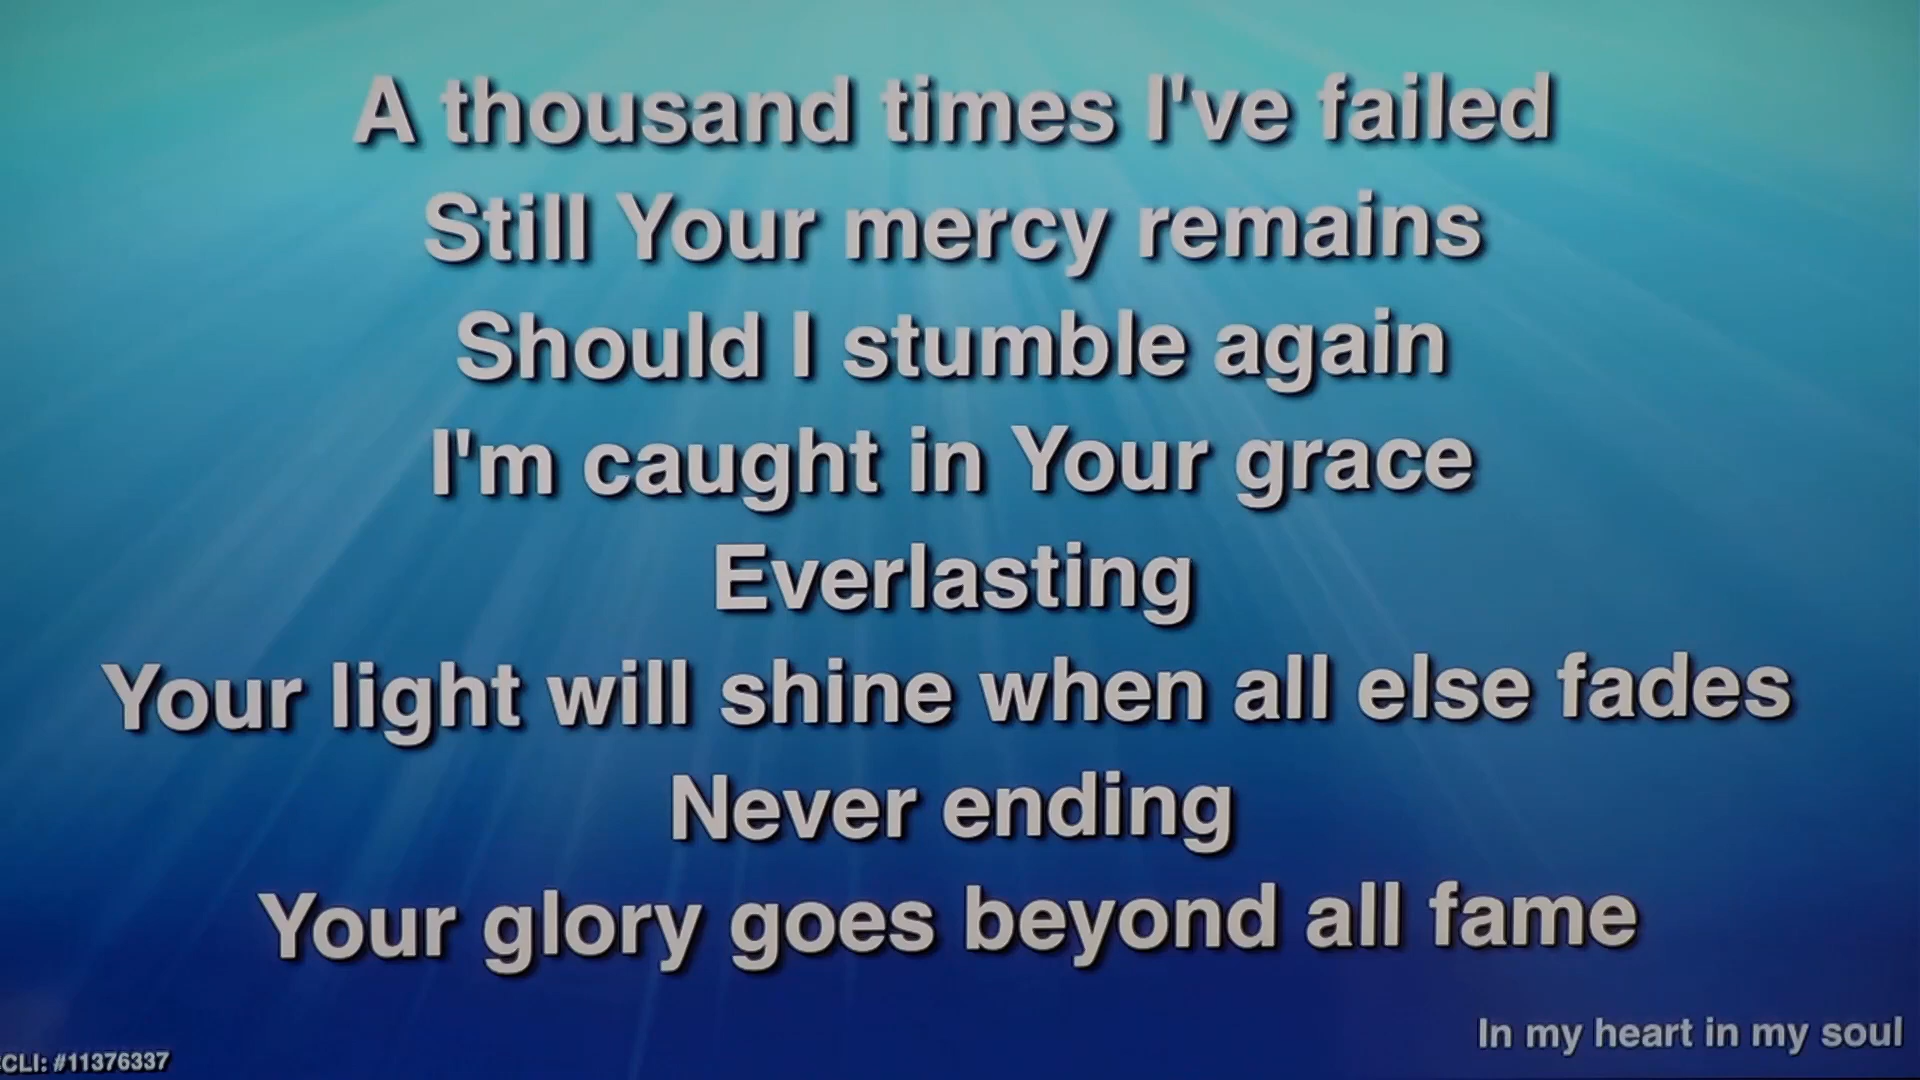 A thousand times I've failed
Still Your mercy remains
Should I stumble again
I'm caught in Your grace
Everlasting
Your light will shine when all else fades
Never ending
Your glory goes beyond all fame
In my heart in my soul
CLI: #11376337